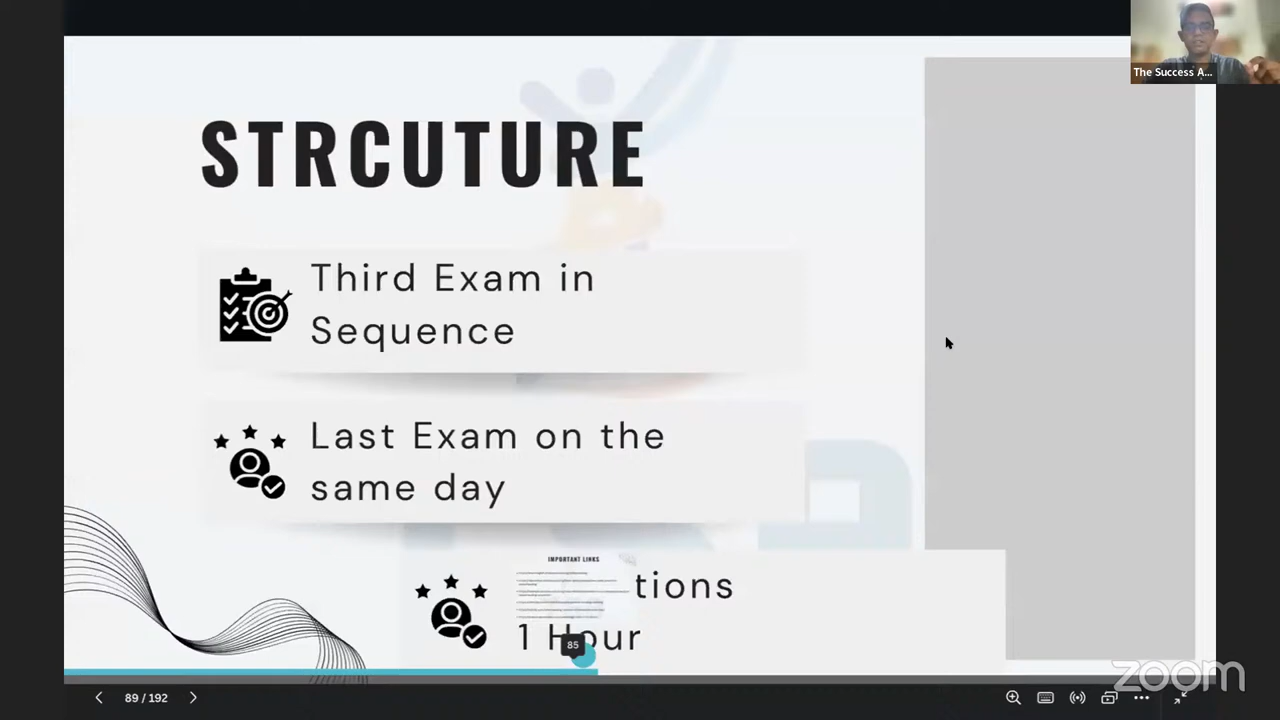 The Success A...
STRCUTURE
Third Exam in
Sequence
Last Exam on the
same day
IMPORTANT LINKS
tions
1 Hour
85
89 / 192
zoom